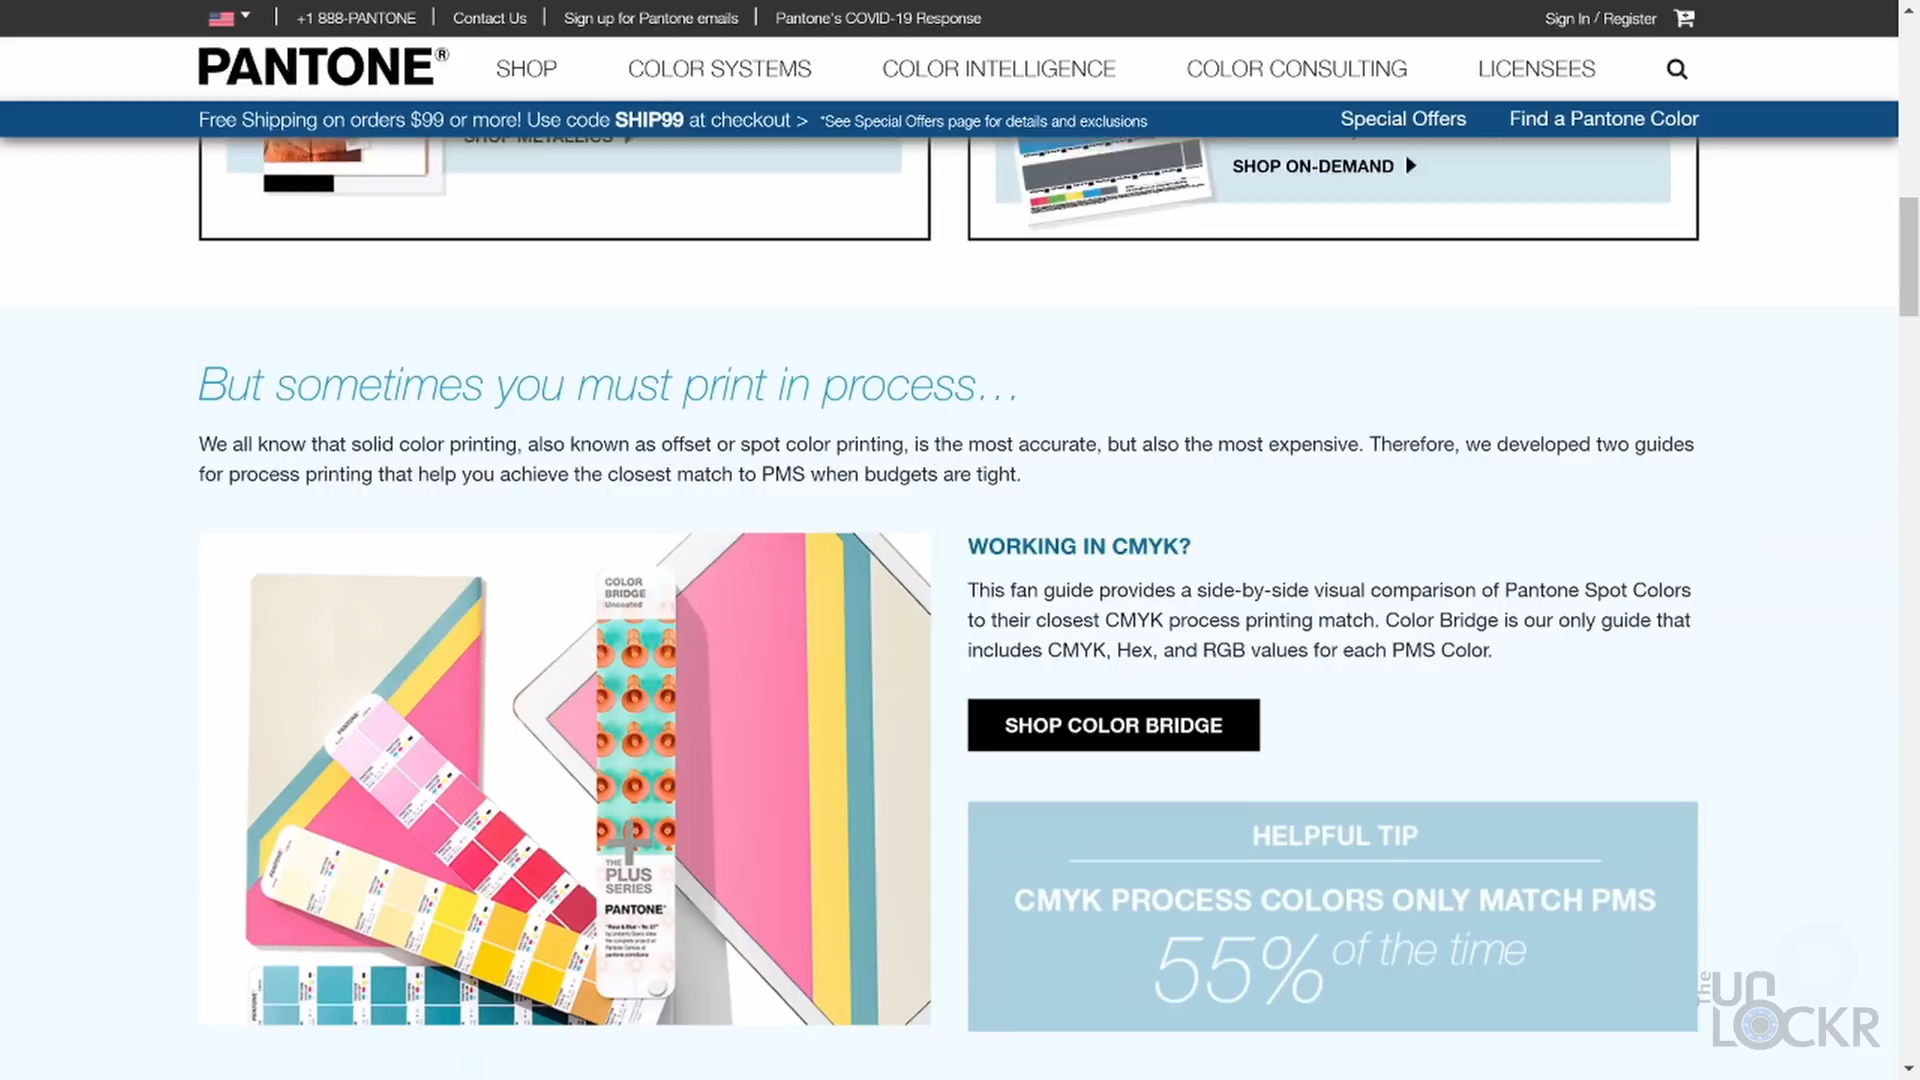 +1 888-PANTONE | Contact Us | Sign up for Pantone emails | Pantone's COVID-19 Response
Sign In / Register
PANTONE®
SHOP
COLOR SYSTEMS
COLOR INTELLIGENCE
COLOR CONSULTING
LICENSEES
Free Shipping on orders $99 or more! Use code SHIP99 at checkout > *See Special Offers page for details and exclusions
Special Offers
Find a Pantone Color
SHOP METALLICS
SHOP ON-DEMAND
But sometimes you must print in process...
We all know that solid color printing, also known as offset or spot color printing, is the most accurate, but also the most expensive. Therefore, we developed two guides
for process printing that help you achieve the closest match to PMS when budgets are tight.
COLOR
BRIDGE
Uncoated
THE
PLUS
SERIES
PANTONE®
WORKING IN CMYK?
This fan guide provides a side-by-side visual comparison of Pantone Spot Colors
to their closest CMYK process printing match. Color Bridge is our only guide that
includes CMYK, Hex, and RGB values for each PMS Color.
SHOP COLOR BRIDGE
HELPFUL TIP
CMYK PROCESS COLORS ONLY MATCH PMS
55% of the time
The
UN
LOCKR